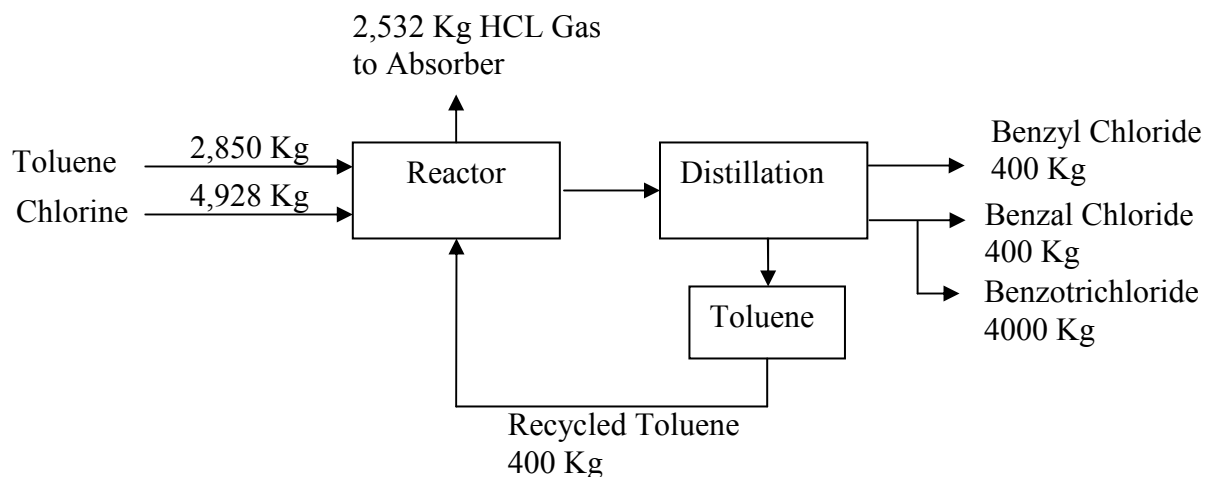 2,532 Kg HCL Gas
to Absorber
Toluene
2,850 Kg
Chlorine
4,928 Kg
Reactor
Distillation
Benzyl Chloride
400 Kg
Benzal Chloride
400 Kg
Benzotrichloride
4000 Kg
Toluene
Recycled Toluene
400 Kg